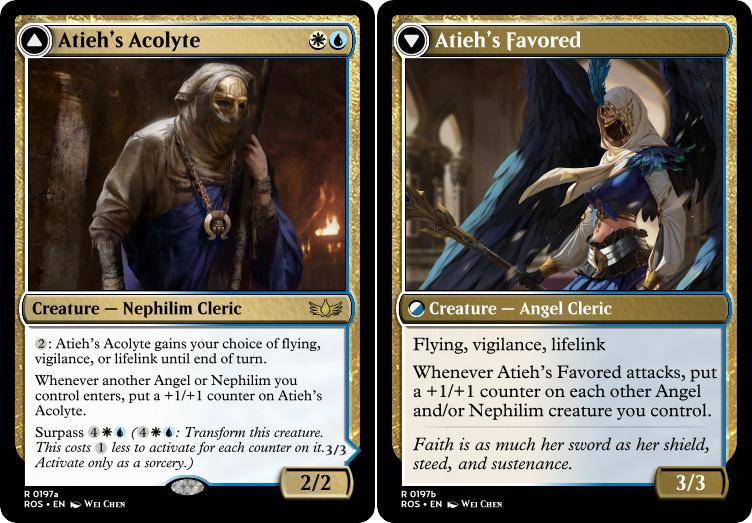 Atieh's Acolyte
Creature — Nephilim Cleric
2: Atieh's Acolyte gains your choice of flying,
vigilance, or lifelink until end of turn.
Whenever another Angel or Nephilim you
control enters, put a +1/+1 counter on Atieh's
Acolyte.
Surpass 4 (4: Transform this creature.
This costs 1 less to activate for each counter on it.
Activate only as a sorcery.)
3/3
2/2
R 0197a
ROS • EN Wei Chen
Atieh's Favored
Creature — Angel Cleric
Flying, vigilance, lifelink
Whenever Atieh's Favored attacks, put
a +1/+1 counter on each other Angel
and/or Nephilim creature you control.
Faith is as much her sword as her shield,
steed, and sustenance.
3/3
R 0197b
ROS • EN Wei Chen